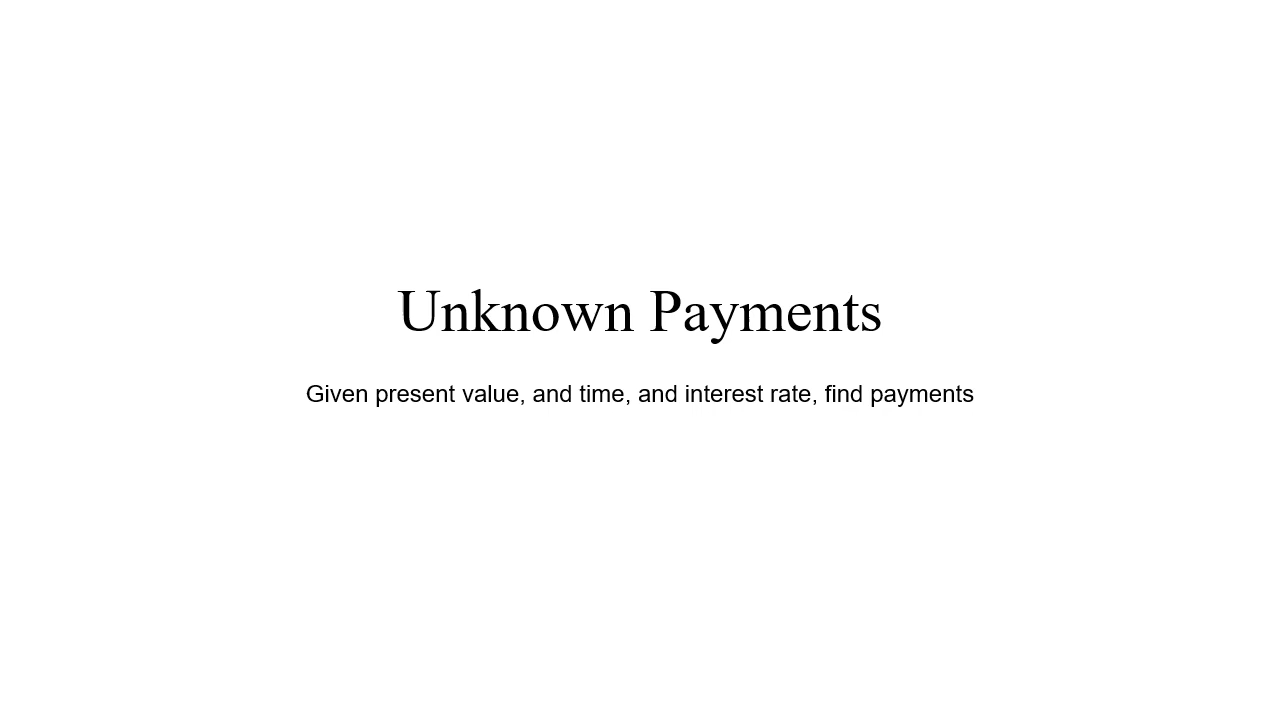 Unknown Payments
Given present value, and time, and interest rate, find payments